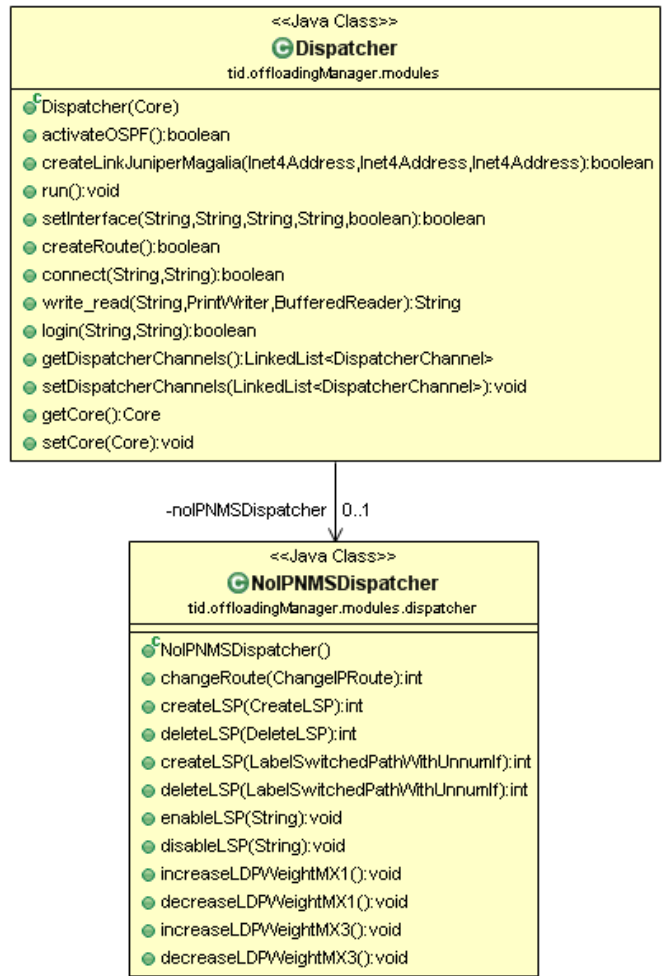 <<Java Class>>
C Dispatcher
tid.offloadingManager.modules
C Dispatcher(Core)
activateOSPF():boolean
createLinkJuniperMagalia(Inet4Address,Inet4Address,Inet4Address):boolean
run():void
setInterface(String,String,String,String,boolean):boolean
createRoute():boolean
connect(String,String):boolean
write_read(String,PrintWriter,BufferedReader):String
login(String,String):boolean
getDispatcherChannels():LinkedList<DispatcherChannel>
setDispatcherChannels(LinkedList<DispatcherChannel>):void
getCore():Core
setCore(Core):void
-noIPNMSDispatcher 0..1
<<Java Class>>
C NoIPNMSDispatcher
tid.offloadingManager.modules.dispatcher
C NoIPNMSDispatcher()
changeRoute(ChangeIPRoute):int
createLSP(CreateLSP):int
deleteLSP(DeleteLSP):int
createLSP(LabelSwitchedPathWithUnnumIf):int
deleteLSP(LabelSwitchedPathWithUnnumIf):int
enableLSP(String):void
disableLSP(String):void
increaseLDPWeightMX1():void
decreaseLDPWeightMX1():void
increaseLDPWeightMX3():void
decreaseLDPWeightMX3():void